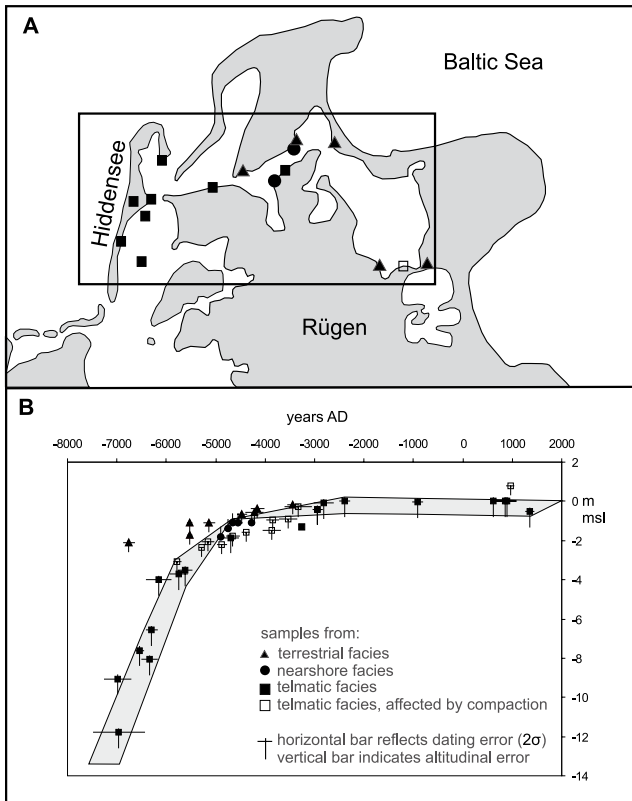 A
Baltic Sea
Hiddensee
Rügen
B
years AD
-8000 -7000 -6000 -5000 -4000 -3000 -2000 -1000 0 1000 2000
2
0 m
msl
-2
-4
-6
-8
-10
-12
-14
samples from:
terrestrial facies
nearshore facies
telmatic facies
telmatic facies, affected by compaction
horizontal bar reflects dating error (2σ)
vertical bar indicates altitudinal error